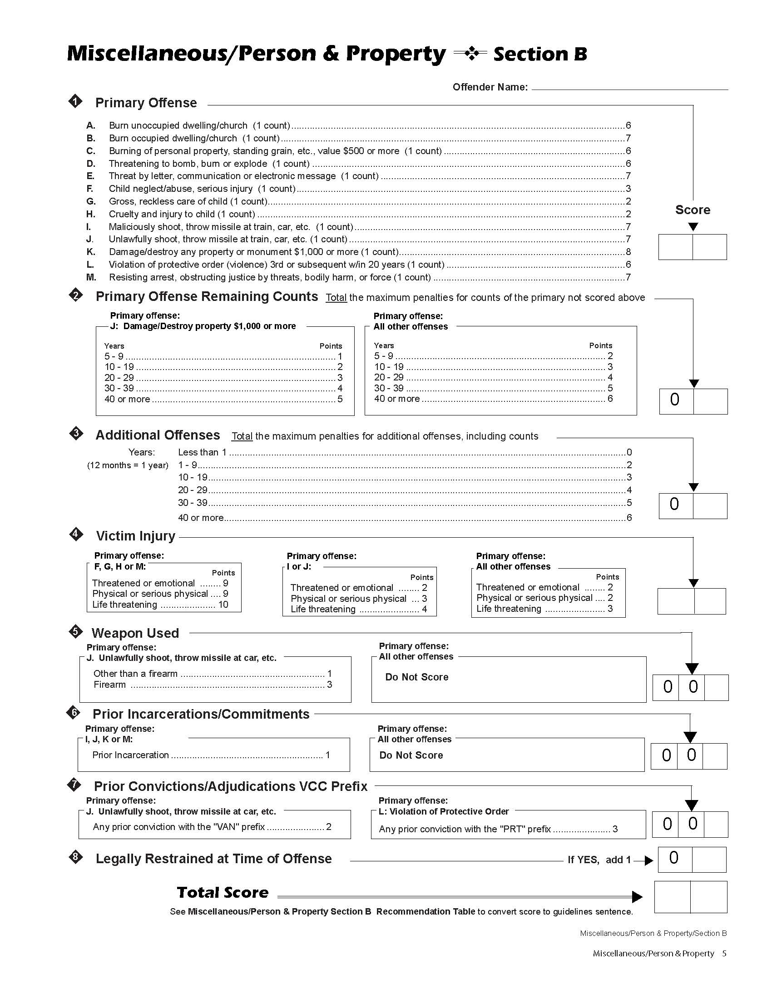 Miscellaneous/Person & Property Section B
Offender Name:
1 Primary Offense
A. Burn unoccupied dwelling/church (1 count) 6
B. Burn occupied dwelling/church (1 count) 7
C. Burning of personal property, standing grain, etc., value $500 or more (1 count) 6
D. Threatening to bomb, burn or explode (1 count) 6
E. Threat by letter, communication or electronic message (1 count) 7
F. Child neglect/abuse, serious injury (1 count) 3
G. Gross, reckless care of child (1 count) 2
H. Cruelty and injury to child (1 count) 2
Score
I. Maliciously shoot, throw missile at train, car, etc. (1 count) 7
J. Unlawfully shoot, throw missile at train, car, etc. (1 count) 7
K. Damage/destroy any property or monument $1,000 or more (1 count) 8
L. Violation of protective order (violence) 3rd or subsequent w/in 20 years (1 count) 6
M. Resisting arrest, obstructing justice by threats, bodily harm, or force (1 count) 7
2 Primary Offense Remaining Counts Total the maximum penalties for counts of the primary not scored above
Primary offense:
J: Damage/Destroy property $1,000 or more
Years Points
5 - 9 1
10 - 19 2
20 - 29 3
30 - 39 4
40 or more 5
Primary offense:
All other offenses
Years Points
5 - 9 2
10 - 19 3
20 - 29 4
30 - 39 5
40 or more 6
0
3 Additional Offenses Total the maximum penalties for additional offenses, including counts
Years: Less than 1 0
(12 months = 1 year) 1 - 9 2
10 - 19 3
20 - 29 4
30 - 39 5
40 or more 6
0
4 Victim Injury
Primary offense:
F, G, H or M:
Points
Threatened or emotional 9
Physical or serious physical 9
Life threatening 10
Primary offense:
I or J:
Points
Threatened or emotional 2
Physical or serious physical 3
Life threatening 4
Primary offense:
All other offenses
Points
Threatened or emotional 2
Physical or serious physical 2
Life threatening 3
5 Weapon Used
Primary offense:
J. Unlawfully shoot, throw missile at car, etc.
Other than a firearm 1
Firearm 3
Primary offense:
All other offenses
Do Not Score
0 0
6 Prior Incarcerations/Commitments
Primary offense:
I, J, K or M:
Prior Incarceration 1
Primary offense:
All other offenses
Do Not Score
0 0
7 Prior Convictions/Adjudications VCC Prefix
Primary offense:
J. Unlawfully shoot, throw missile at car, etc.
Any prior conviction with the "VAN" prefix 2
Primary offense:
L: Violation of Protective Order
Any prior conviction with the "PRT" prefix 3
0 0
8 Legally Restrained at Time of Offense If YES, add 1 0
Total Score
See Miscellaneous/Person & Property Section B Recommendation Table to convert score to guidelines sentence.
Miscellaneous/Person & Property/Section B
Miscellaneous/Person & Property 5